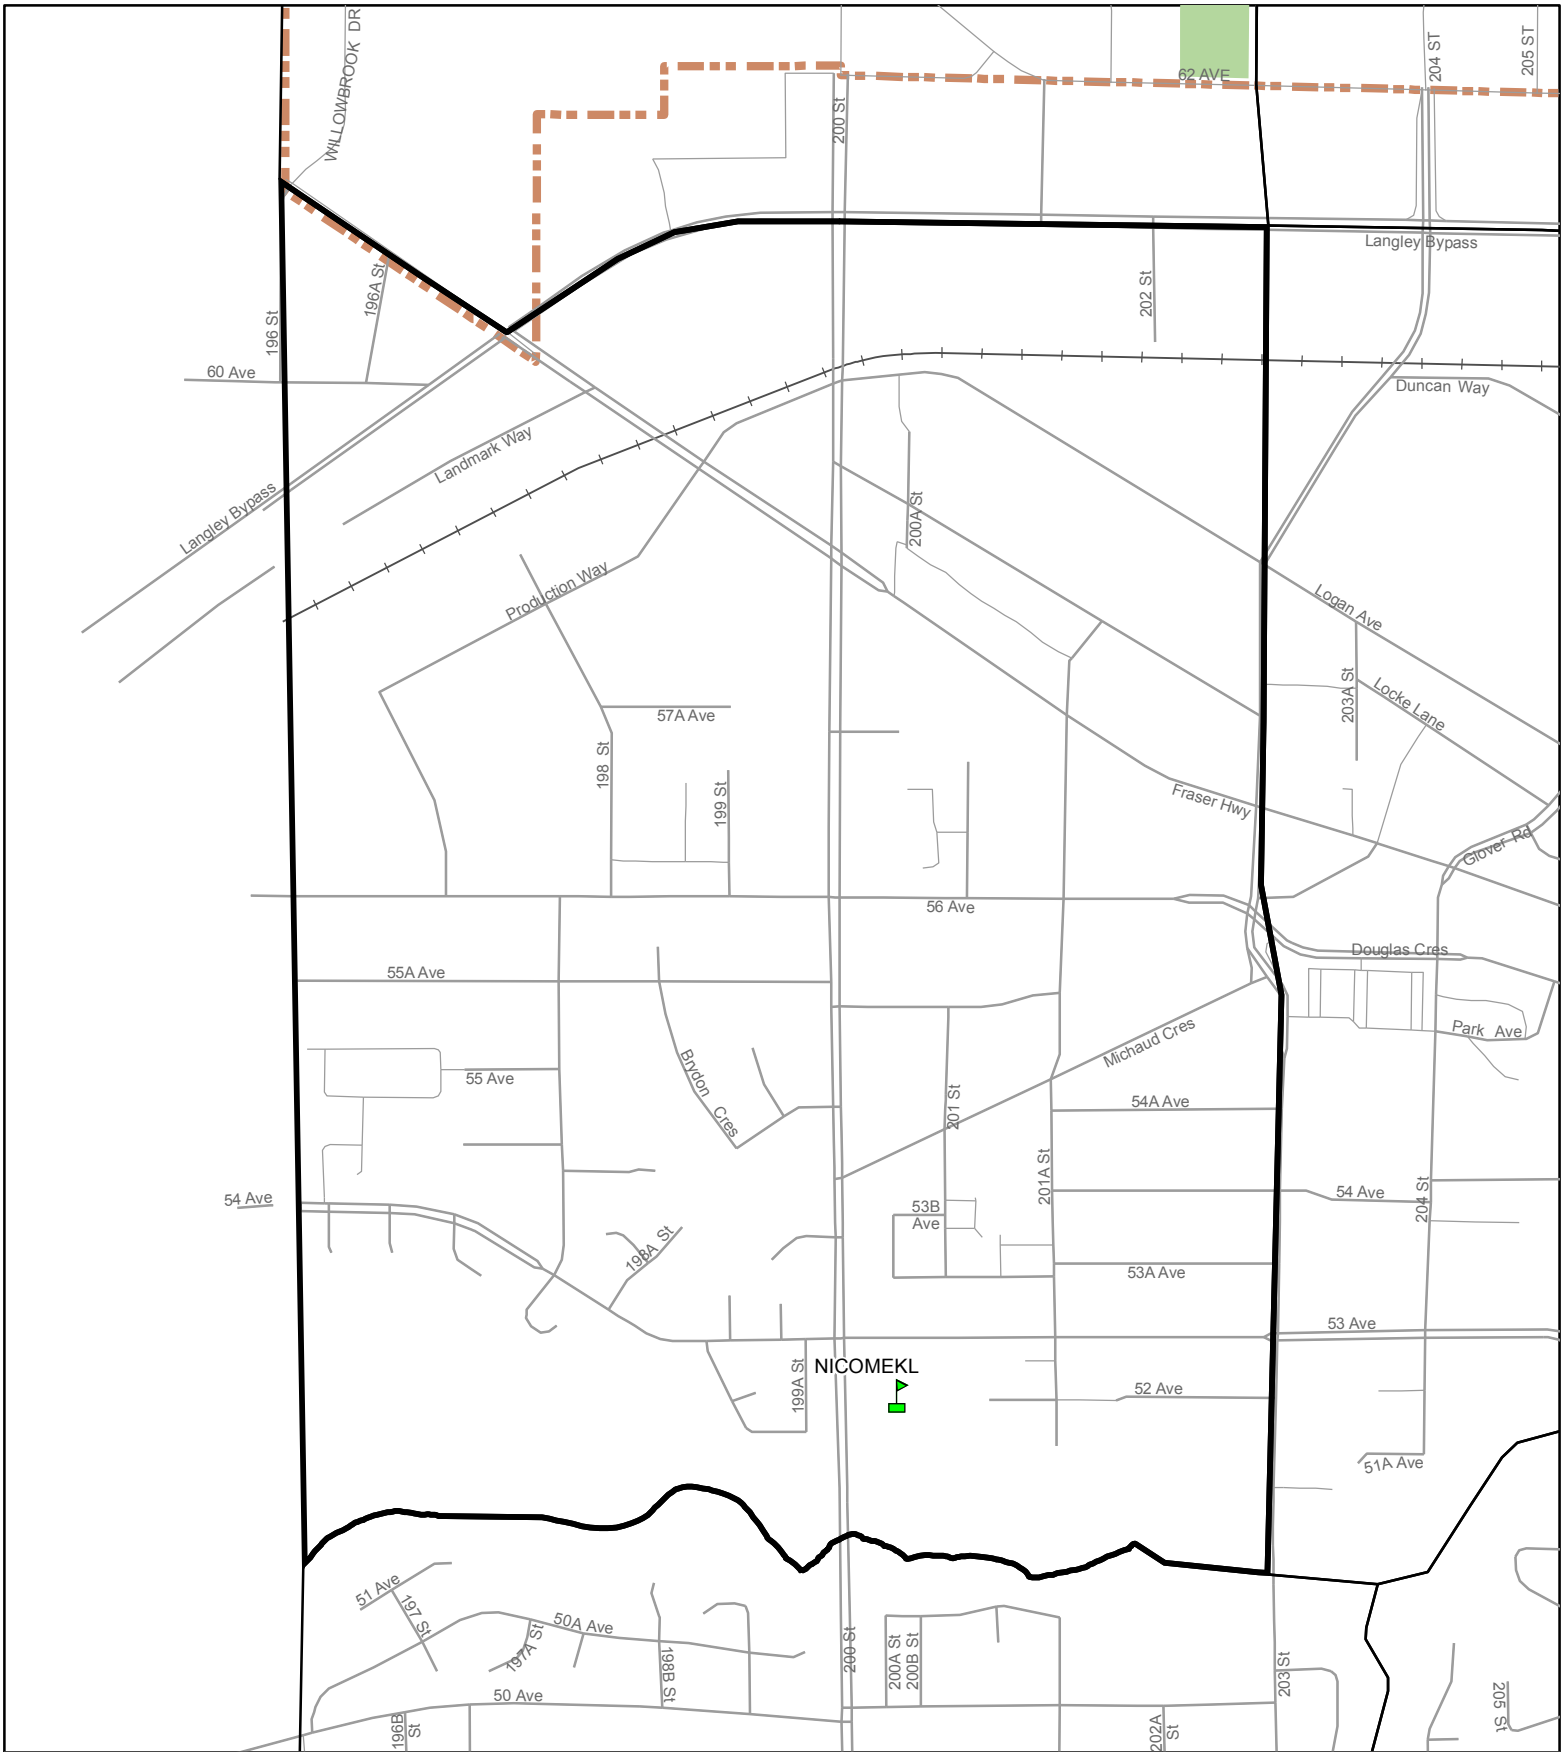 WILLOWBROOK DR
62 AVE
204 ST
205 ST
200 St
Langley Bypass
202 St
196A St
196 St
60 Ave
Duncan Way
Landmark Way
Langley Bypass
200A St
Production Way
Logan Ave
203A St
Locke Lane
57A Ave
198 St
199 St
Fraser Hwy
Glover Rd
56 Ave
Douglas Cres
55A Ave
Park Ave
Michaud Cres
Brydon Cres
55 Ave
201 St
54A Ave
201A St
54 Ave
54 Ave
204 St
53B
Ave
198A St
53A Ave
53 Ave
NICOMEKL
199A St
52 Ave
51A Ave
51 Ave
197 St
50A Ave
197A St
198B St
200 St
200A St
200B St
203 St
50 Ave
205 St
196B
St
202A
St